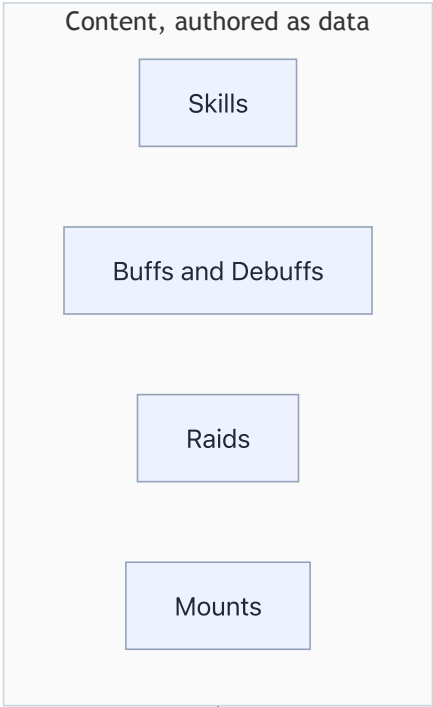 Content, authored as data
Skills
Buffs and Debuffs
Raids
Mounts